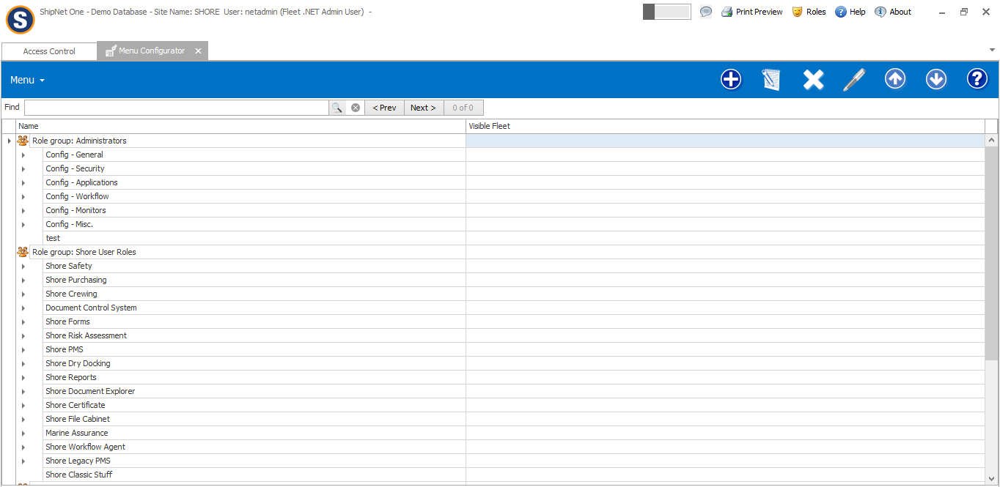 S
ShipNet One - Demo Database - Site Name: SHORE  User: netadmin (Fleet .NET Admin User)  -
Print Preview Roles ? Help i About
Access Control Menu Configurator
Menu ?
Find < Prev Next > 0 of 0
Name Visible Fleet
Role group: Administrators
Config - General
Config - Security
Config - Applications
Config - Workflow
Config - Monitors
Config - Misc.
test
Role group: Shore User Roles
Shore Safety
Shore Purchasing
Shore Crewing
Document Control System
Shore Forms
Shore Risk Assessment
Shore PMS
Shore Dry Docking
Shore Reports
Shore Document Explorer
Shore Certificate
Shore File Cabinet
Marine Assurance
Shore Workflow Agent
Shore Legacy PMS
Shore Classic Stuff